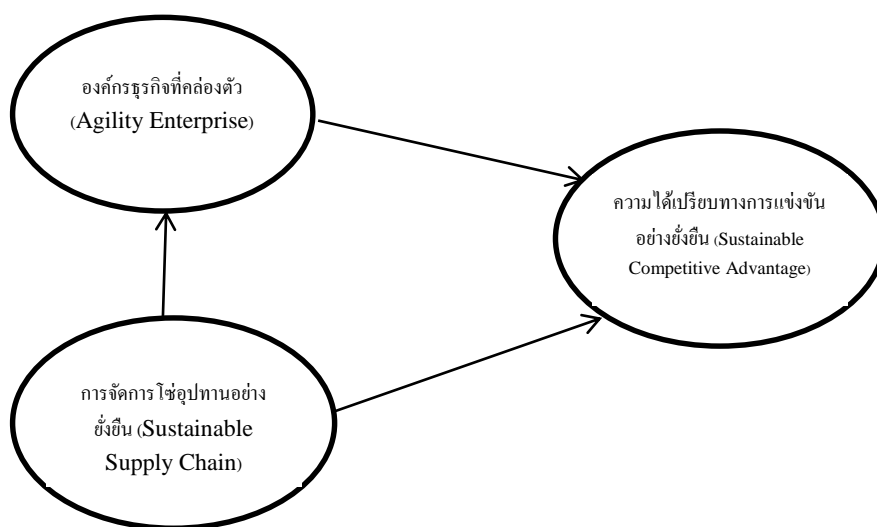 องค์กรธุรกิจที่คล่องตัว
(Agility Enterprise)
ความได้เปรียบทางการแข่งขัน
อย่างยั่งยืน (Sustainable
Competitive Advantage)
การจัดการโซ่อุปทานอย่าง
ยั่งยืน (Sustainable
Supply Chain)